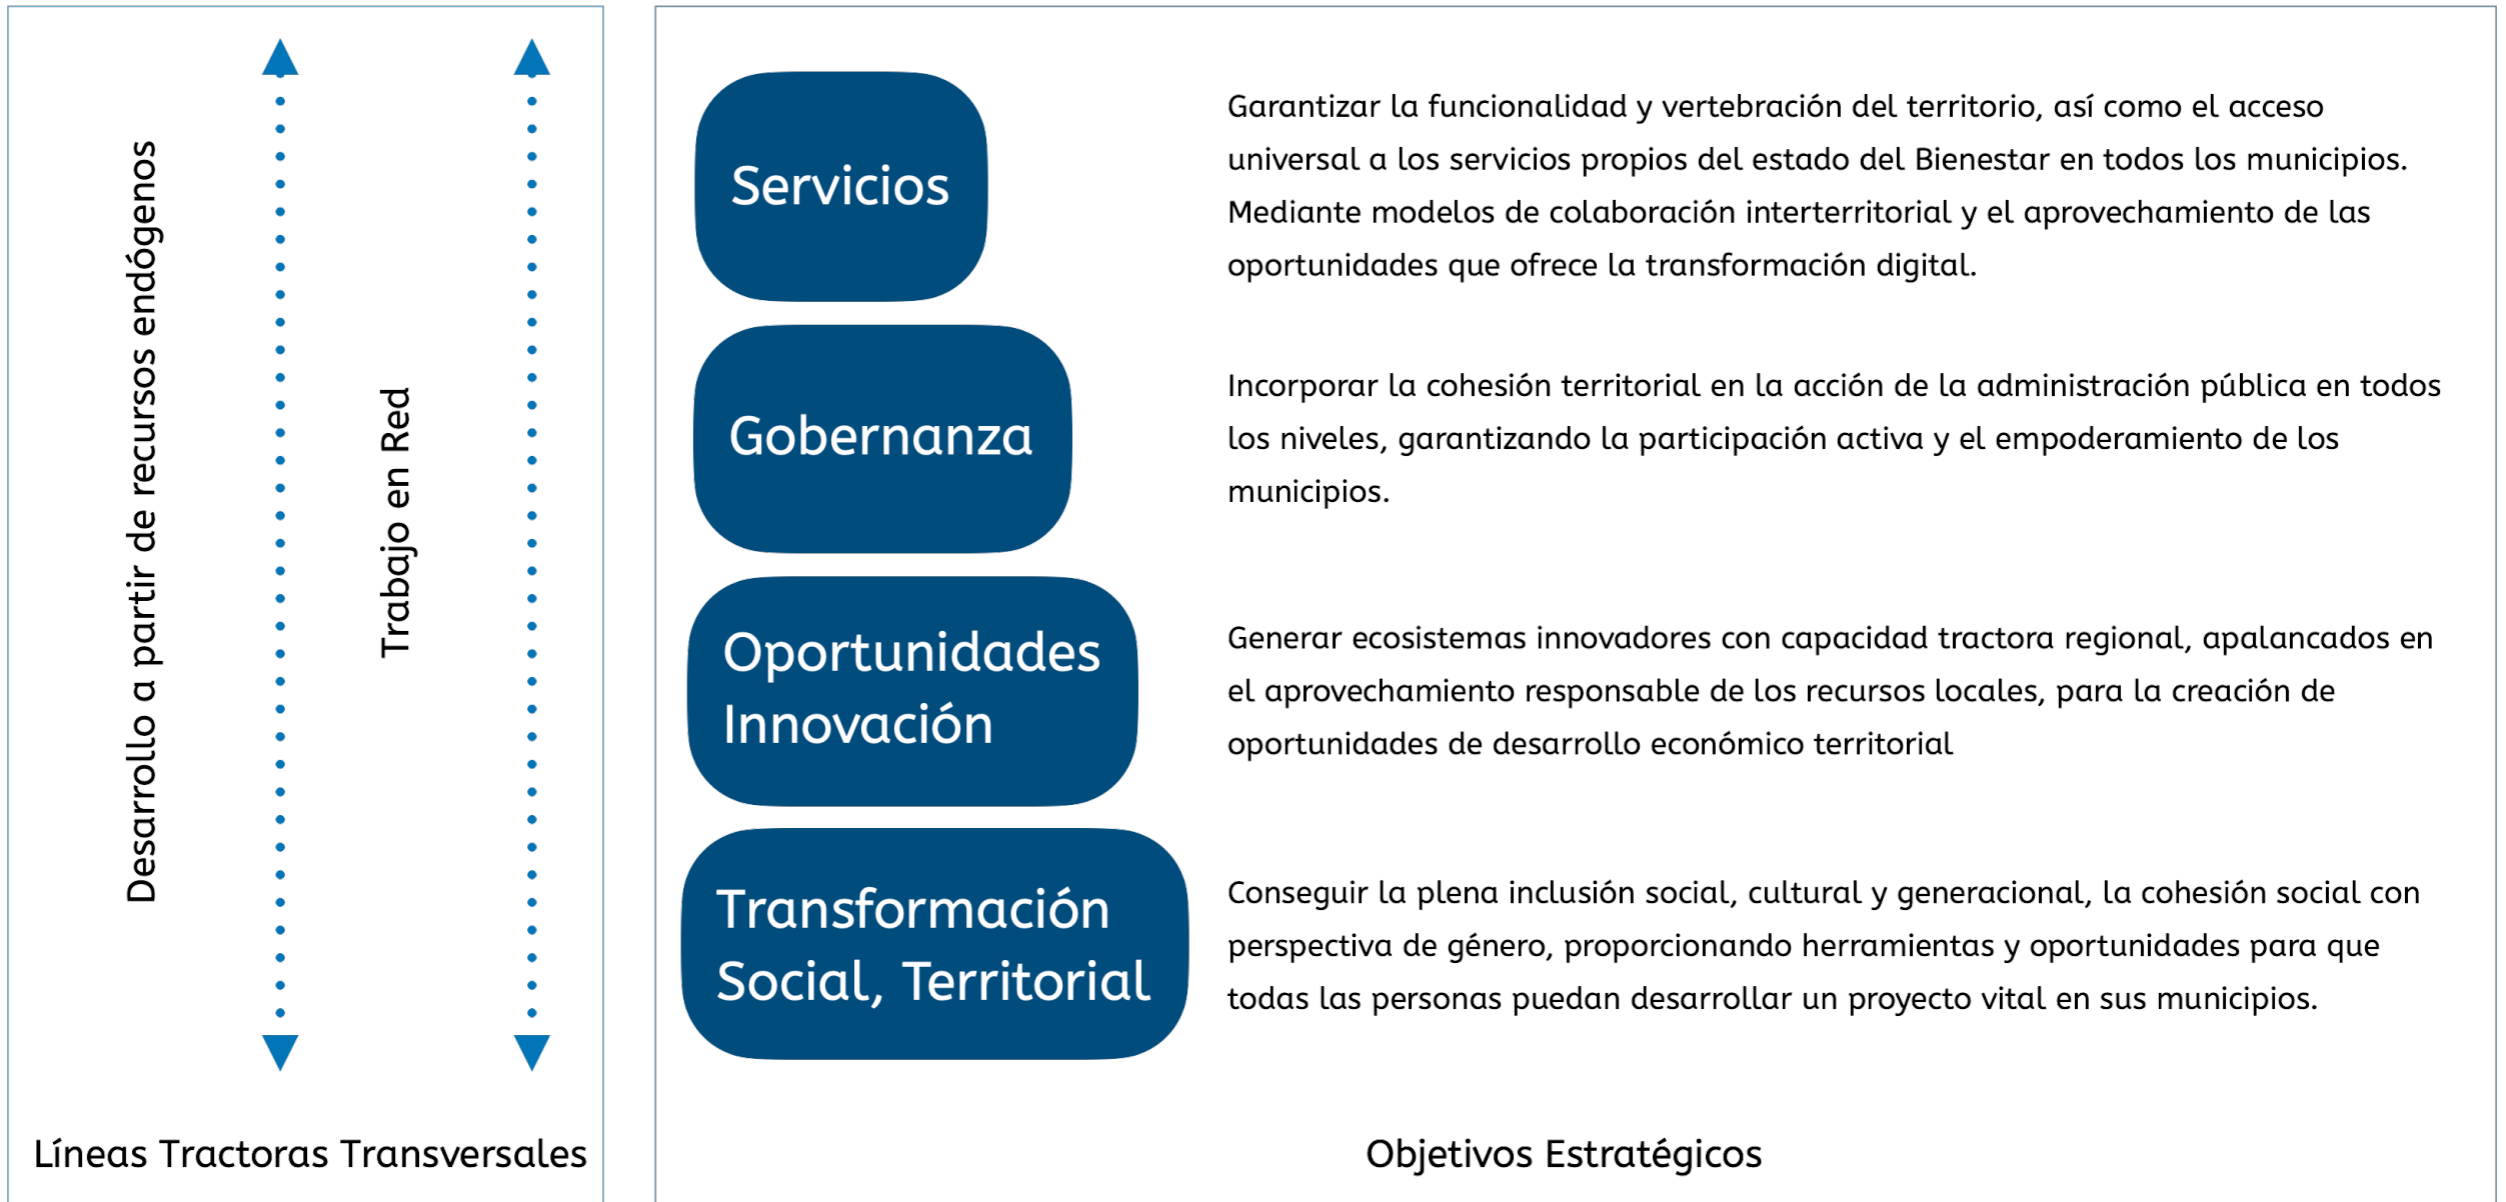 Desarrollo a partir de recursos endógenos
Trabajo en Red
Líneas Tractoras Transversales
Servicios
Garantizar la funcionalidad y vertebración del territorio, así como el acceso
universal a los servicios propios del estado del Bienestar en todos los municipios.
Mediante modelos de colaboración interterritorial y el aprovechamiento de las
oportunidades que ofrece la transformación digital.
Gobernanza
Incorporar la cohesión territorial en la acción de la administración pública en todos
los niveles, garantizando la participación activa y el empoderamiento de los
municipios.
Oportunidades
Innovación
Generar ecosistemas innovadores con capacidad tractora regional, apalancados en
el aprovechamiento responsable de los recursos locales, para la creación de
oportunidades de desarrollo económico territorial
Transformación
Social, Territorial
Conseguir la plena inclusión social, cultural y generacional, la cohesión social con
perspectiva de género, proporcionando herramientas y oportunidades para que
todas las personas puedan desarrollar un proyecto vital en sus municipios.
Objetivos Estratégicos